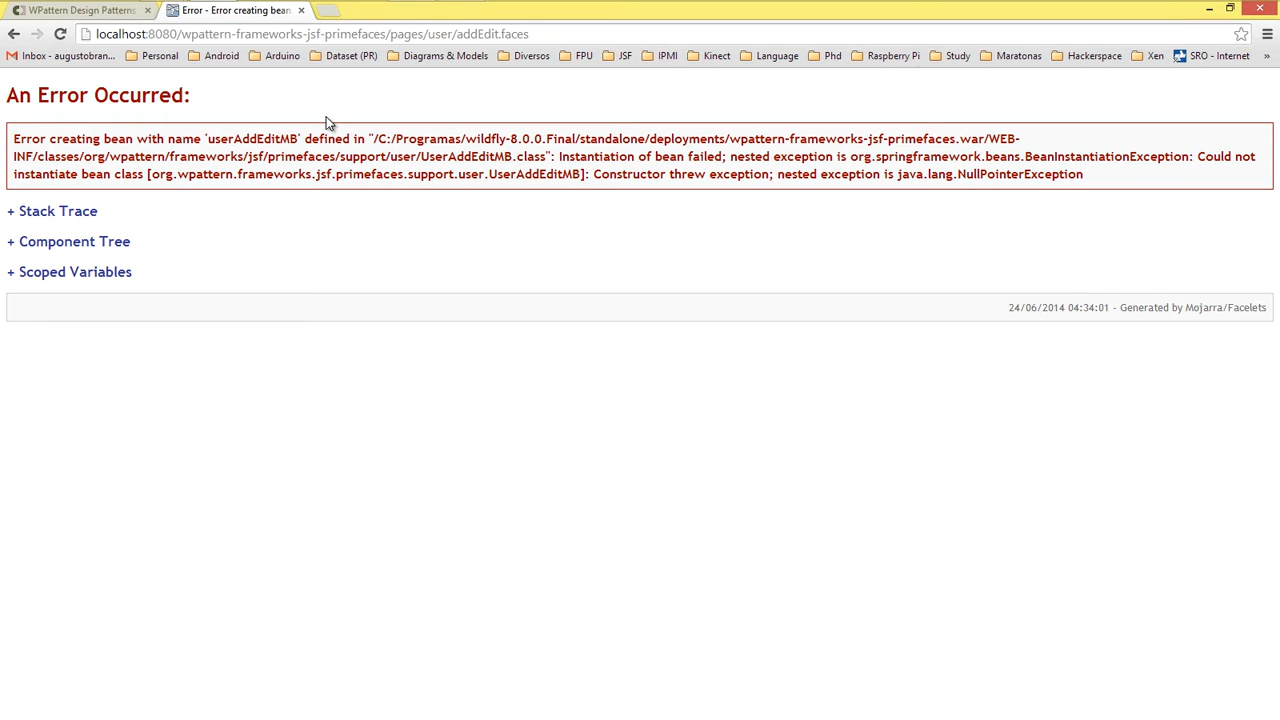 WPattern Design Patterns
Error - Error creating bean
localhost:8080/wpattern-frameworks-jsf-primefaces/pages/user/addEdit.faces
Inbox - augustobran... Personal Android Arduino Dataset (PR) Diagrams & Models Diversos FPU JSF IPMI Kinect Language Phd Raspberry Pi Study Maratonas Hackerspace Xen SRO - Internet »
An Error Occurred:
Error creating bean with name 'userAddEditMB' defined in "/C:/Programas/wildfly-8.0.0.Final/standalone/deployments/wpattern-frameworks-jsf-primefaces.war/WEB-
INF/classes/org/wpattern/frameworks/jsf/primefaces/support/user/UserAddEditMB.class": Instantiation of bean failed; nested exception is org.springframework.beans.BeanInstantiationException: Could not
instantiate bean class [org.wpattern.frameworks.jsf.primefaces.support.user.UserAddEditMB]: Constructor threw exception; nested exception is java.lang.NullPointerException
+ Stack Trace
+ Component Tree
+ Scoped Variables
24/06/2014 04:34:01 - Generated by Mojarra/Facelets